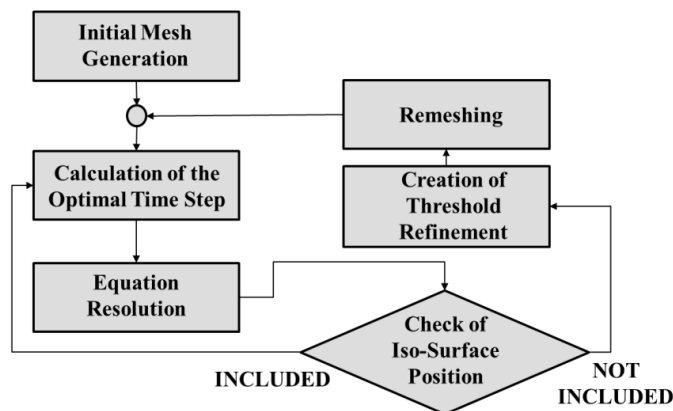 Initial Mesh
Generation
Remeshing
Calculation of the
Optimal Time Step
Creation of
Threshold
Refinement
Equation
Resolution
Check of
Iso-Surface
Position
INCLUDED
NOT
INCLUDED